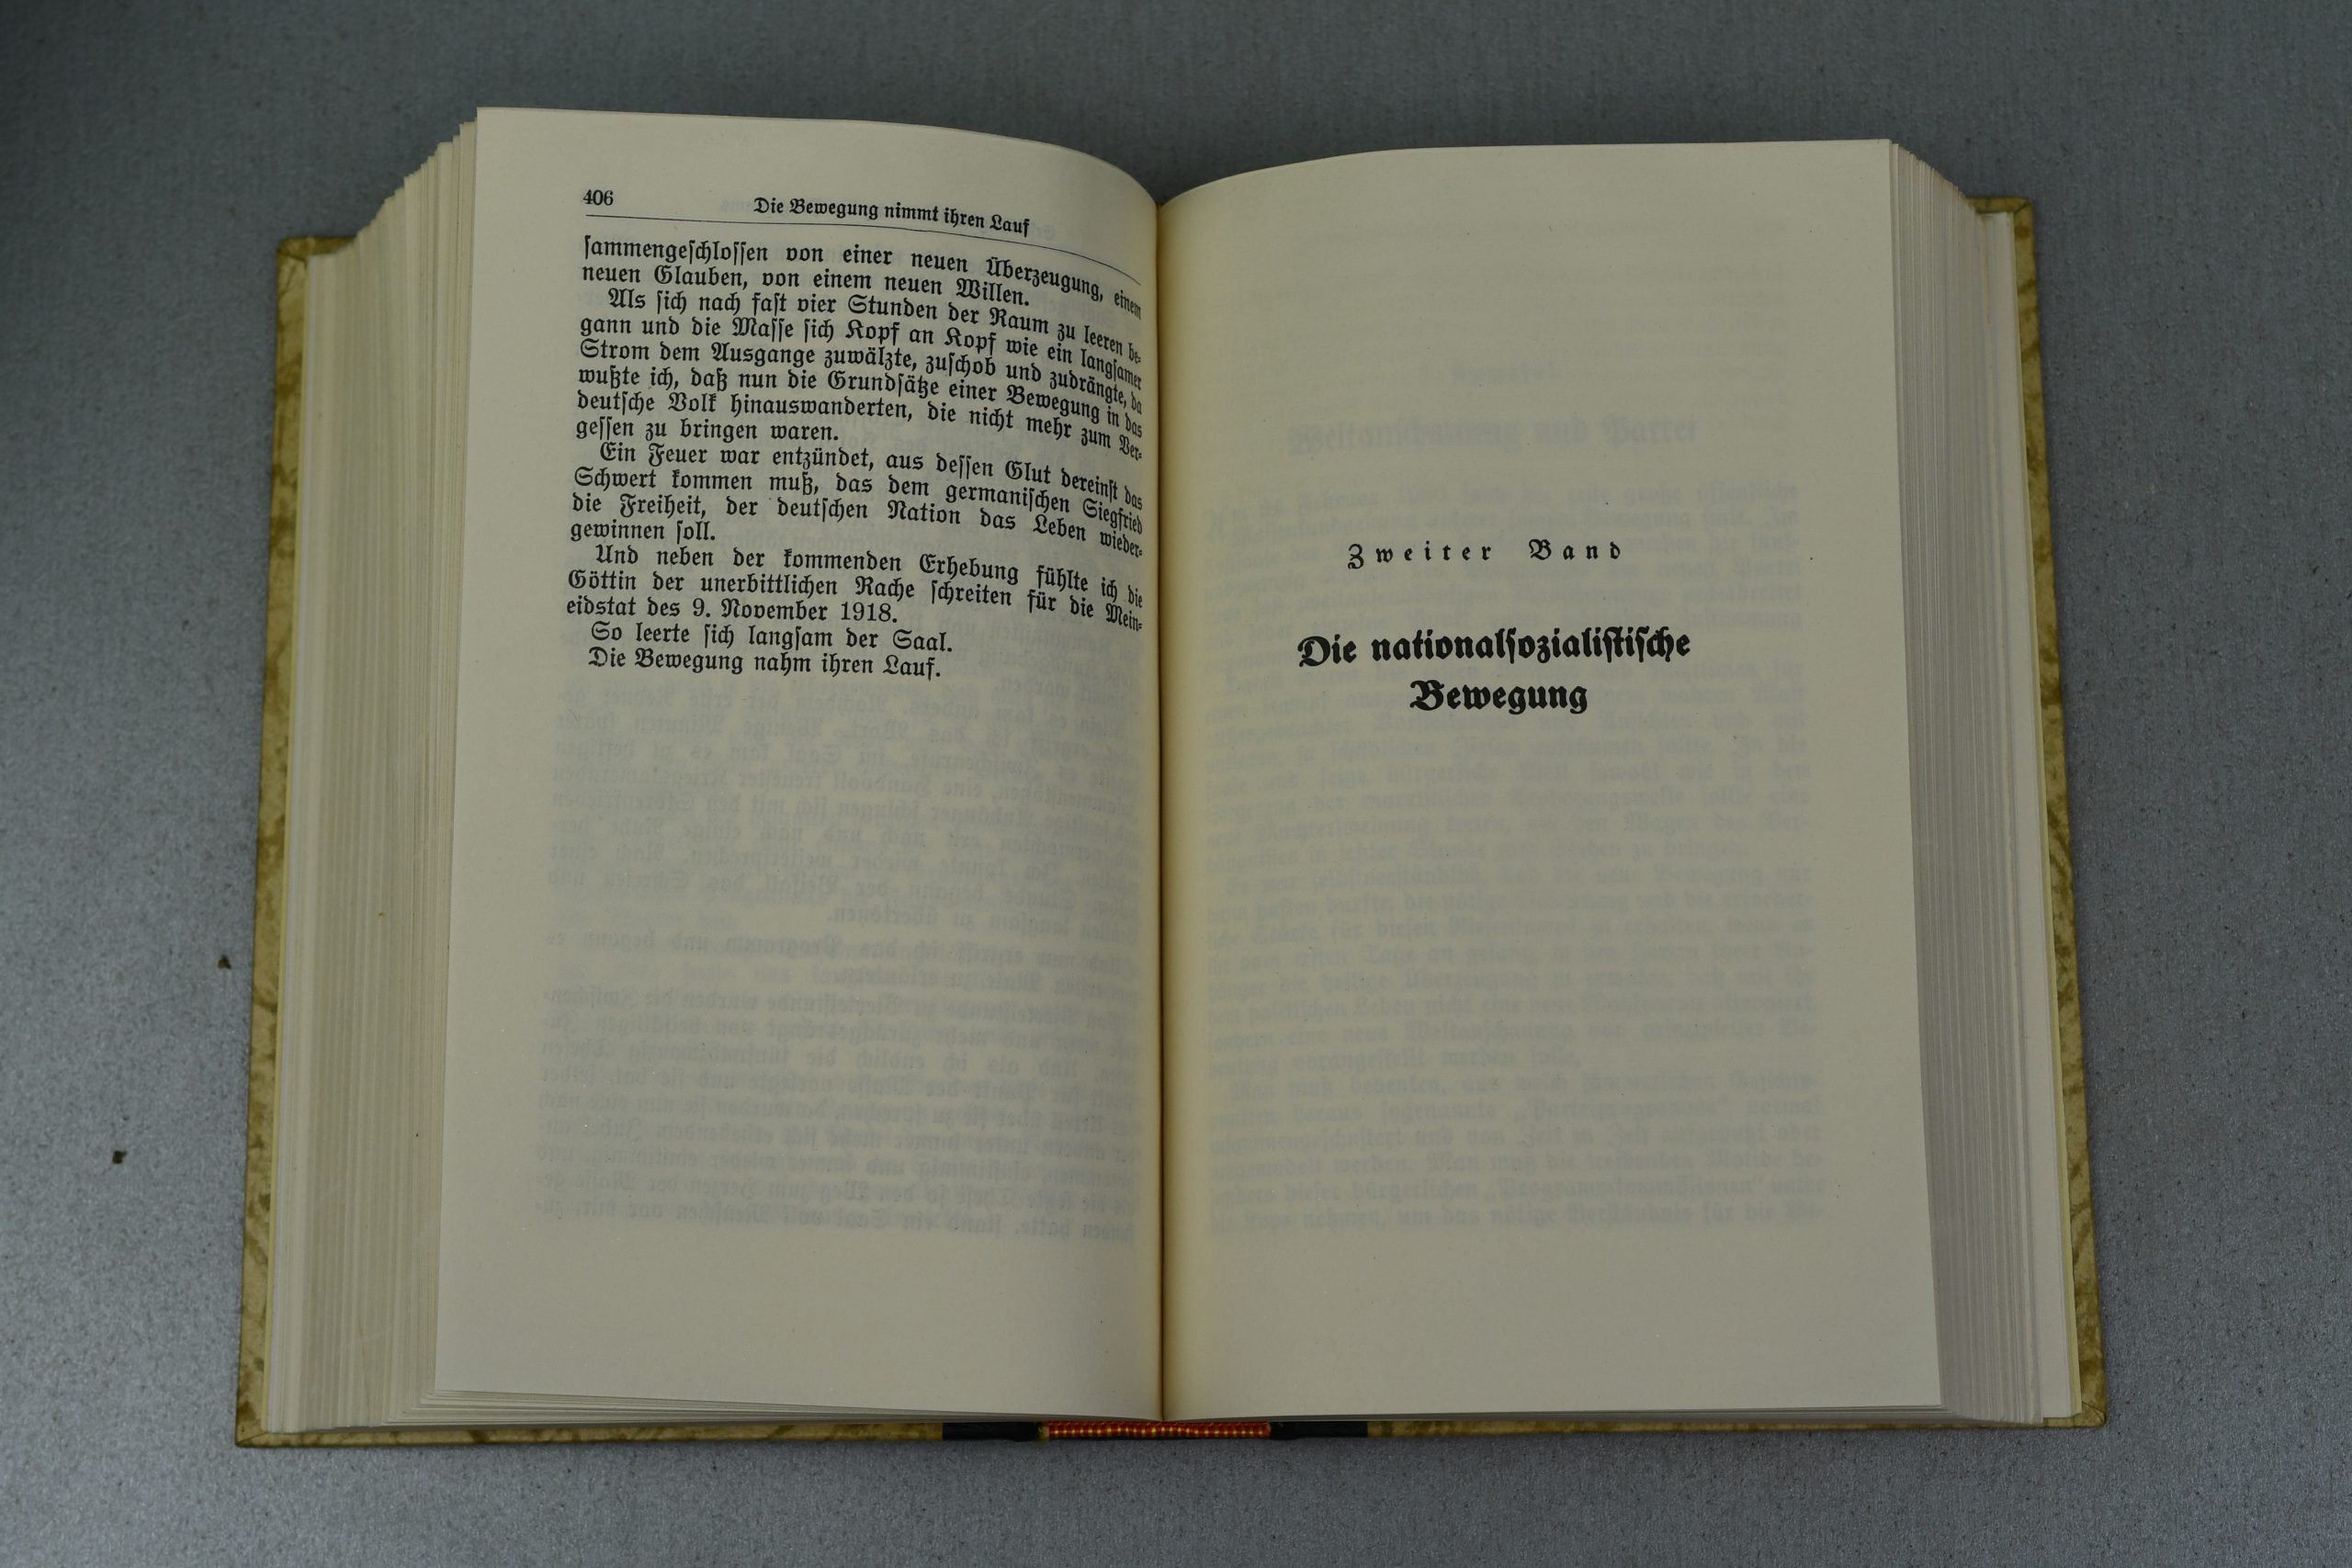 406
Die Bewegung nimmt ihren Lauf
sammengeschlossen von einer neuen Überzeugung, einem
neuen Glauben, von einem neuen Willen.
Als sich nach fast vier Stunden der Raum zu leeren be-
gann und die Masse sich Kopf an Kopf wie ein langsamer
Strom dem Ausgange zuwälzte, zuschob und zudrängte, da
wußte ich, daß nun die Grundsätze einer Bewegung in das
deutsche Volk hinauswanderten, die nicht mehr zum Ver-
gessen zu bringen waren.
Ein Feuer war entzündet, aus dessen Glut dereinst das
Schwert kommen muß, das dem germanischen Siegfried
die Freiheit, der deutschen Nation das Leben wieder-
gewinnen soll.
Und neben der kommenden Erhebung fühlte ich die
Göttin der unerbittlichen Rache schreiten für die Mein-
eidstat des 9. November 1918.
So leerte sich langsam der Saal.
Die Bewegung nahm ihren Lauf.
Zweiter Band
Die nationalsozialistische
Bewegung